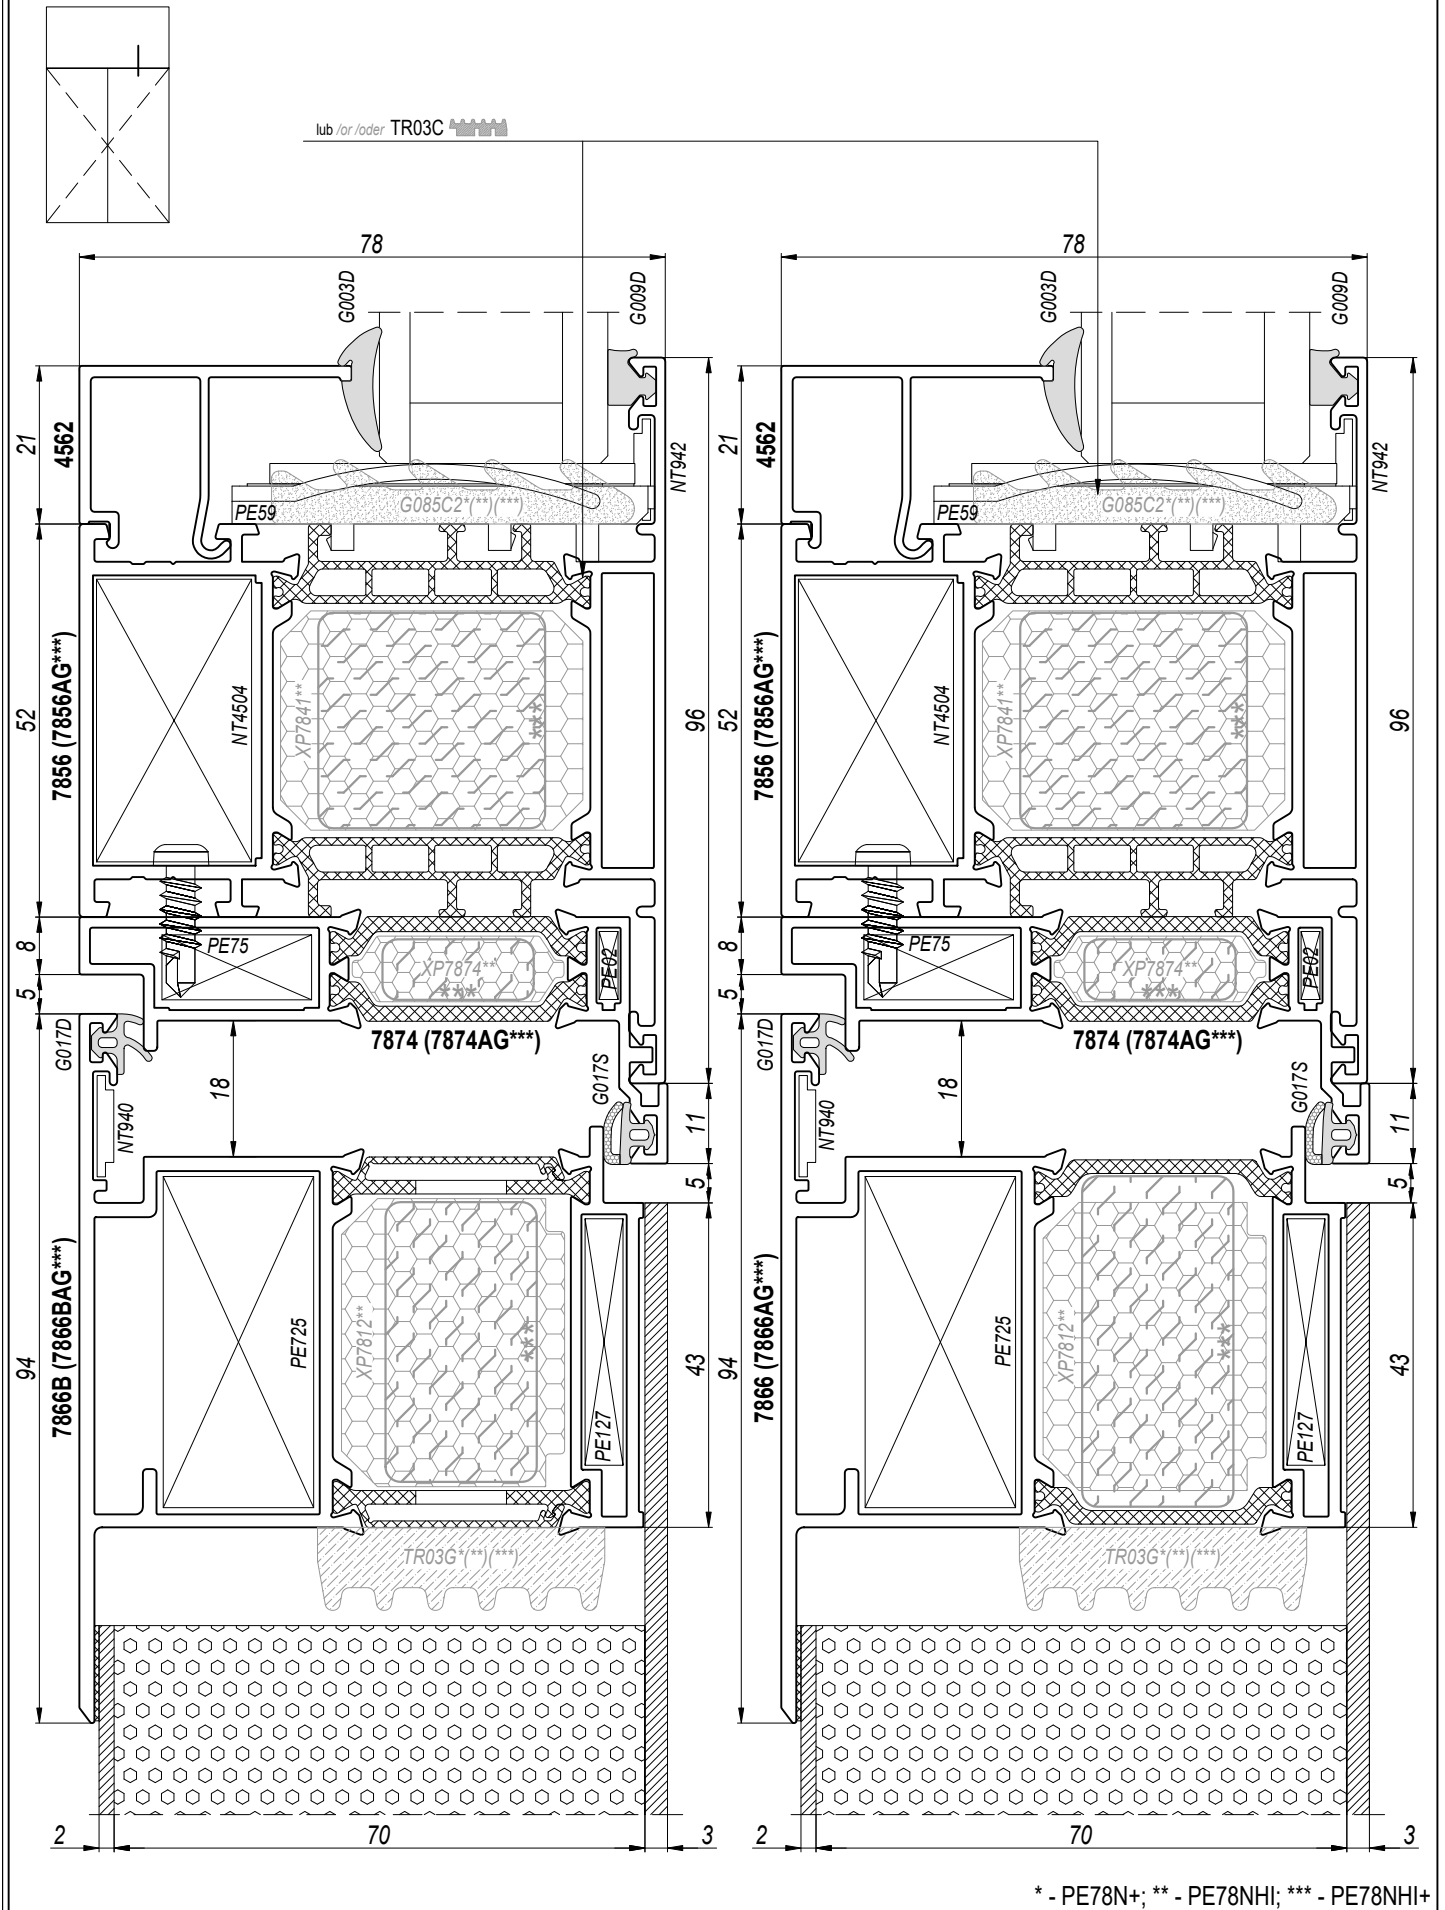 lub /or /oder TR03C
78
78
G003D
G009D
G003D
G009D
21
4562
NT942
21
4562
NT942
PE59
G085C2*(**)(***)
PE59
G085C2*(**)(***)
52
7856 (7856AG***)
NT4504
XP7841**
***
96
52
7856 (7856AG***)
NT4504
XP7841**
***
96
8
PE75
XP7874**
***
PE02
8
PE75
XP7874**
***
PE02
5
5
7874 (7874AG***)
7874 (7874AG***)
G017D
G017S
G017D
G017S
18
18
NT940
11
NT940
11
5
5
94
7866B (7866BAG***)
PE725
XP7812**
***
PE127
43
94
7866 (7866AG***)
PE725
XP7812**
***
PE127
43
TR03G*(**)(***)
TR03G*(**)(***)
2
70
3
2
70
3
* - PE78N+; ** - PE78NHI; *** - PE78NHI+